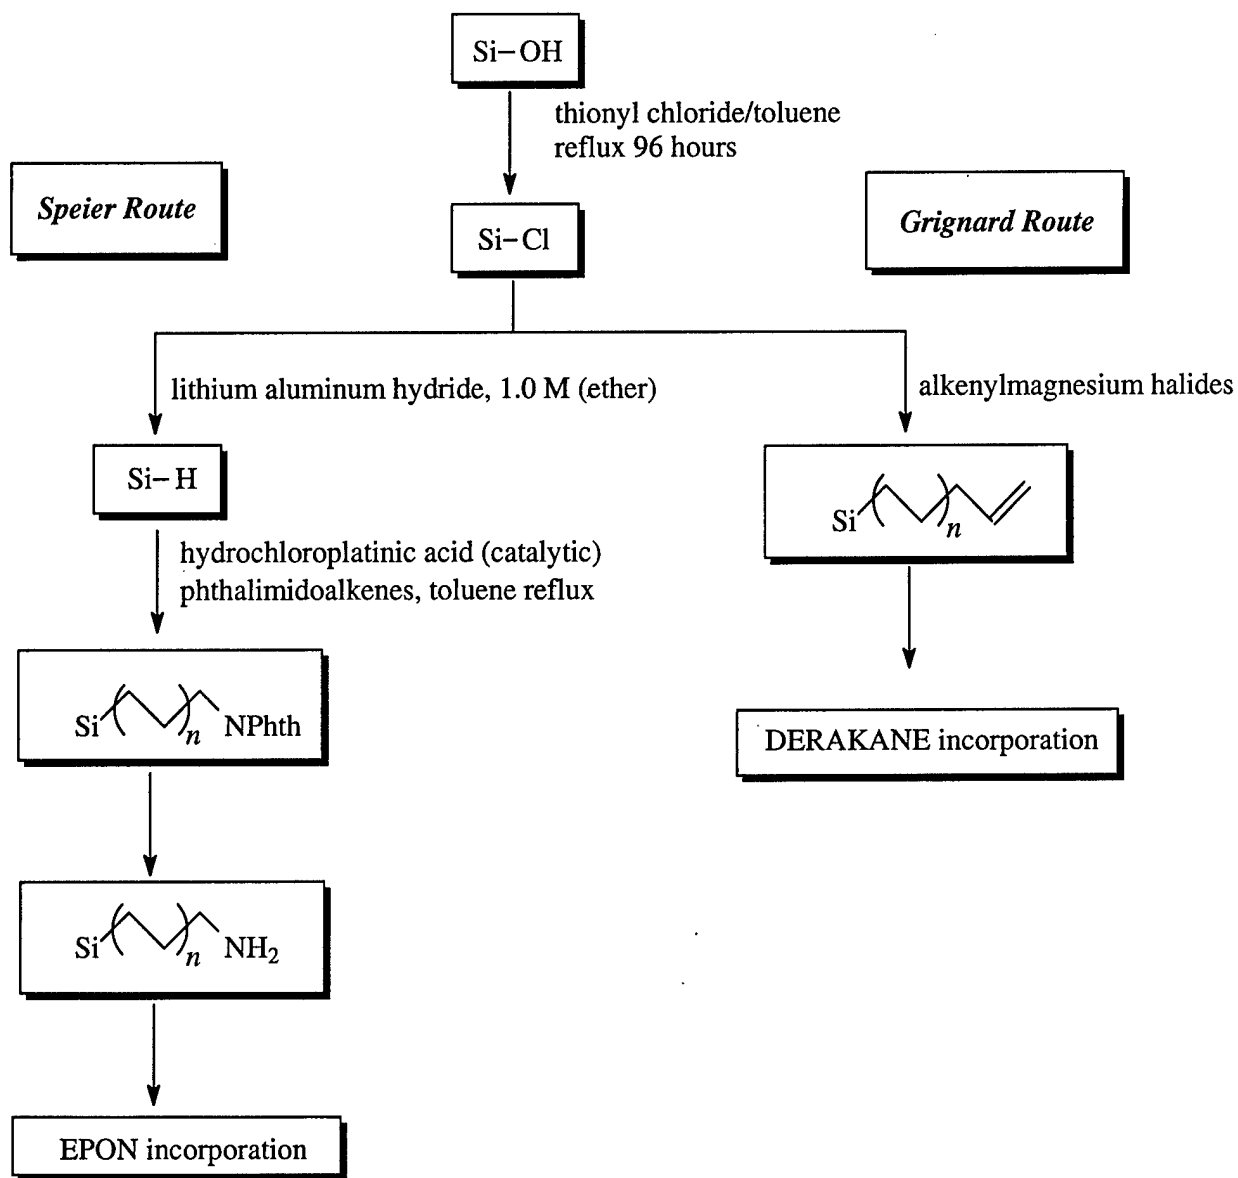 Si–OH
thionyl chloride/toluene
reflux 96 hours
Speier Route
Si–Cl
Grignard Route
lithium aluminum hydride, 1.0 M (ether)
alkenylmagnesium halides
Si–H
Si
n
hydrochloroplatinic acid (catalytic)
phthalimidoalkenes, toluene reflux
Si
n
NPhth
DERAKANE incorporation
Si
n
NH₂
EPON incorporation